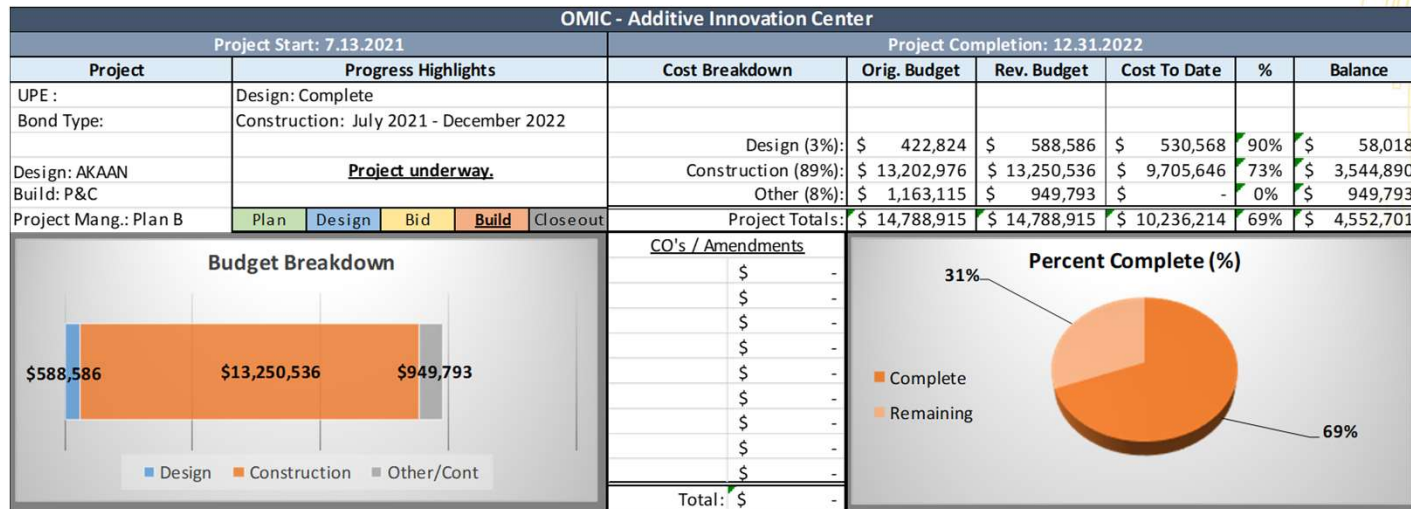 OMIC - Additive Innovation Center
Project Start: 7.13.2021 Project Completion: 12.31.2022
Project Progress Highlights Cost Breakdown Orig. Budget Rev. Budget Cost To Date % Balance
UPE : Design: Complete
Bond Type: Construction: July 2021 - December 2022
Design (3%): $ 422,824 $ 588,586 $ 530,568 90% $ 58,018
Design: AKAAN Project underway. Construction (89%): $ 13,202,976 $ 13,250,536 $ 9,705,646 73% $ 3,544,890
Build: P&C Other (8%): $ 1,163,115 $ 949,793 $ - 0% $ 949,793
Project Mang.: Plan B Plan Design Bid Build Closeout Project Totals: $ 14,788,915 $ 14,788,915 $ 10,236,214 69% $ 4,552,701
Budget Breakdown
$588,586 $13,250,536 $949,793
Design Construction Other/Cont
CO's / Amendments
$ -
$ -
$ -
$ -
$ -
$ -
$ -
$ -
$ -
Total: $ -
Percent Complete (%)
31%
Complete
Remaining
69%